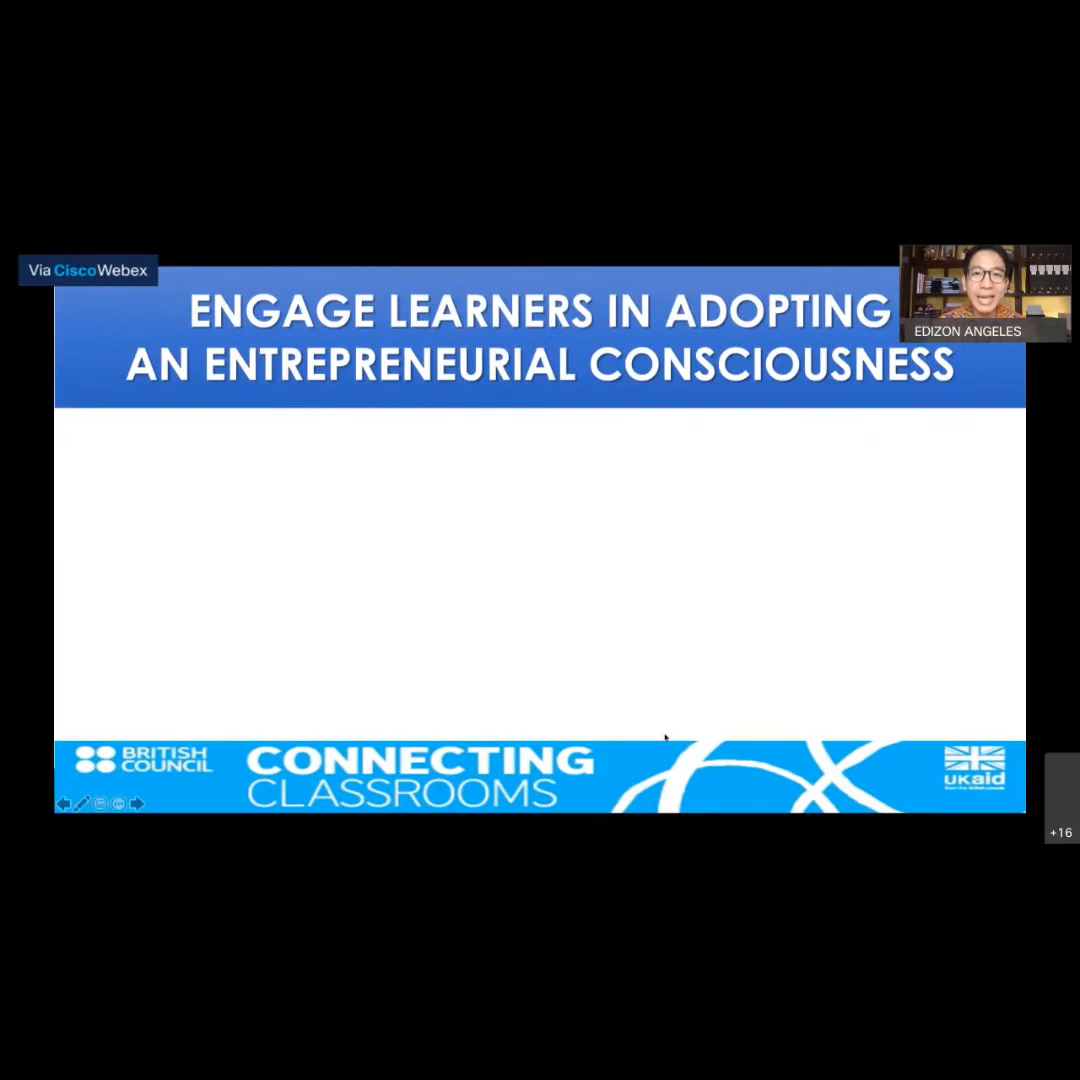 Via CiscoWebex
ENGAGE LEARNERS IN ADOPTING
AN ENTREPRENEURIAL CONSCIOUSNESS
EDIZON ANGELES
BRITISH
COUNCIL
CONNECTING
CLASSROOMS
UKaid
+16